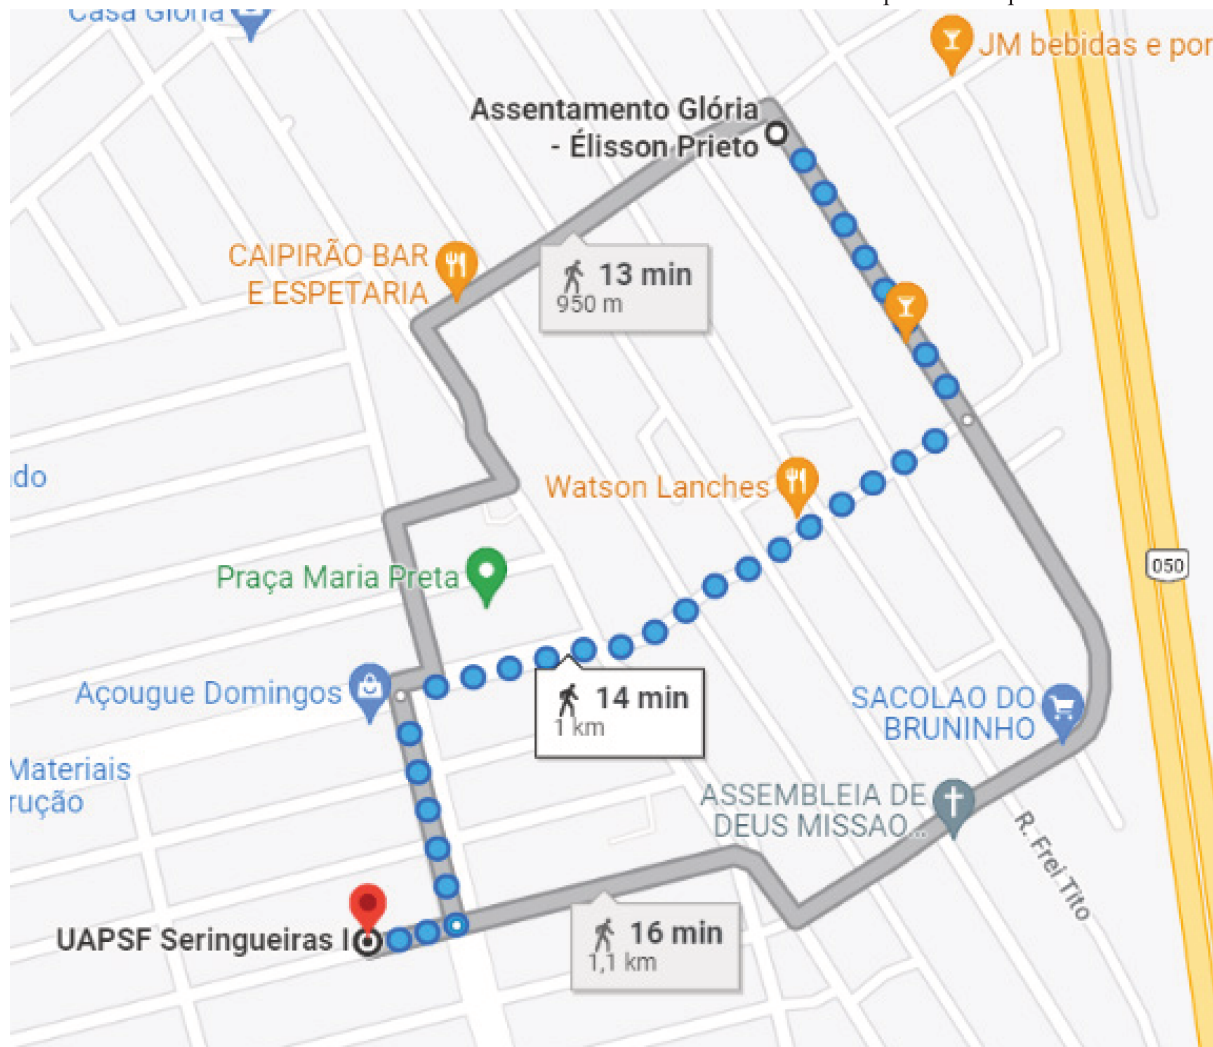 Casa Glória
JM bebidas e por
Assentamento Glória
- Élisson Prieto
CAIPIRÃO BAR
E ESPETARIA
13 min
950 m
do
Watson Lanches
050
Praça Maria Preta
Açougue Domingos
14 min
1 km
SACOLAO DO
BRUNINHO
Materiais
rução
ASSEMBLEIA DE
DEUS MISSAO...
R. Frei Tito
UAPSF Seringueiras I
16 min
1,1 km